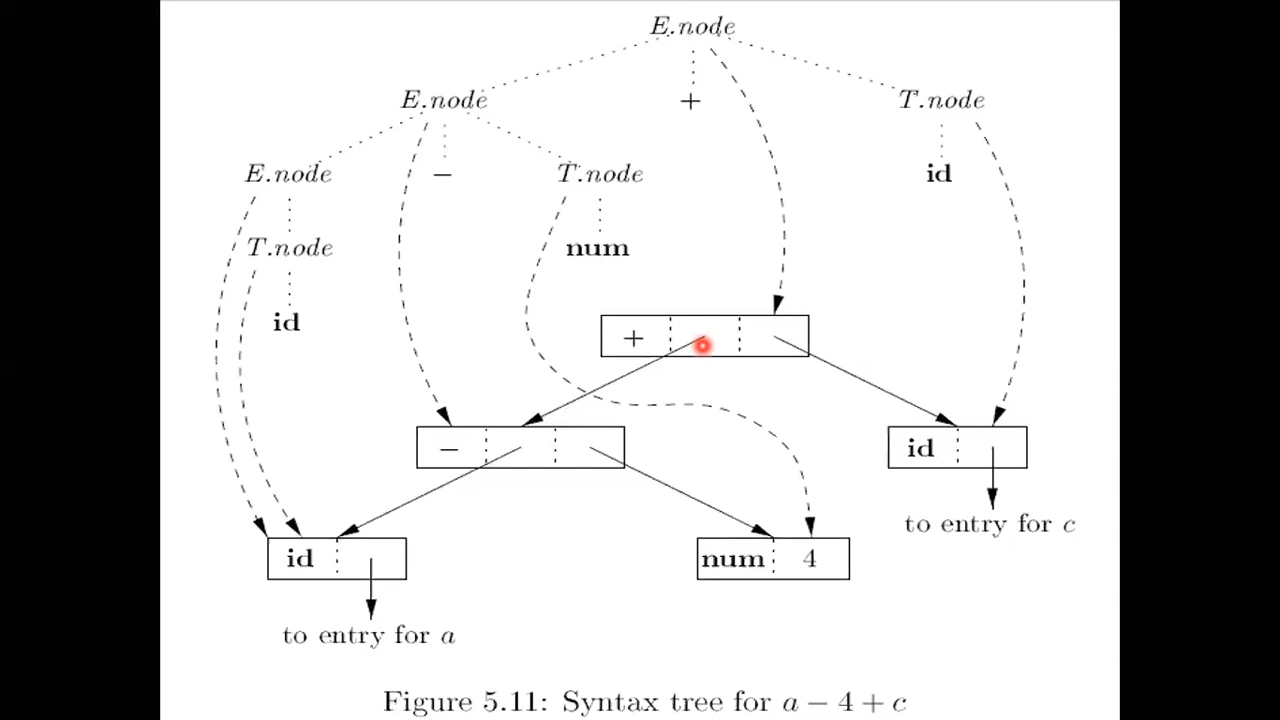 E.node
E.node + T.node
E.node − T.node id
T.node num
id
+
− id
to entry for c
id num 4
to entry for a
Figure 5.11: Syntax tree for a − 4 + c